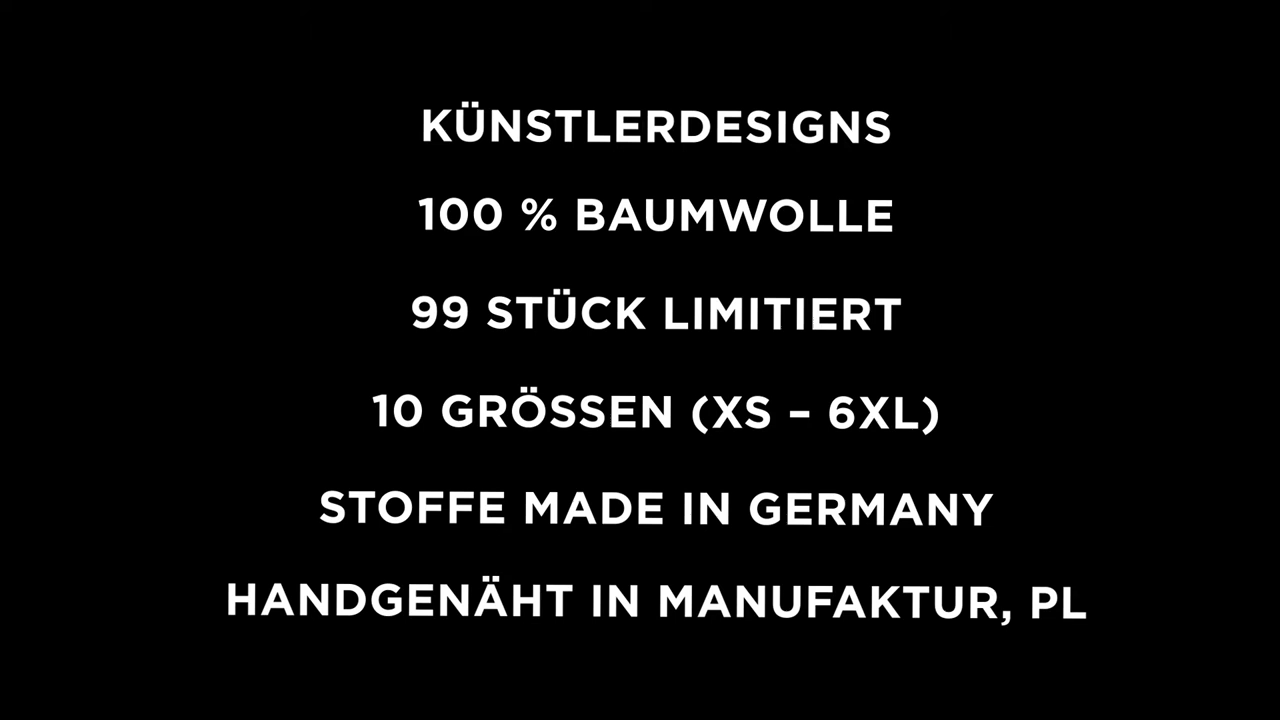 KÜNSTLERDESIGNS
100 % BAUMWOLLE
99 STÜCK LIMITIERT
10 GRÖSSEN (XS – 6XL)
STOFFE MADE IN GERMANY
HANDGENÄHT IN MANUFAKTUR, PL